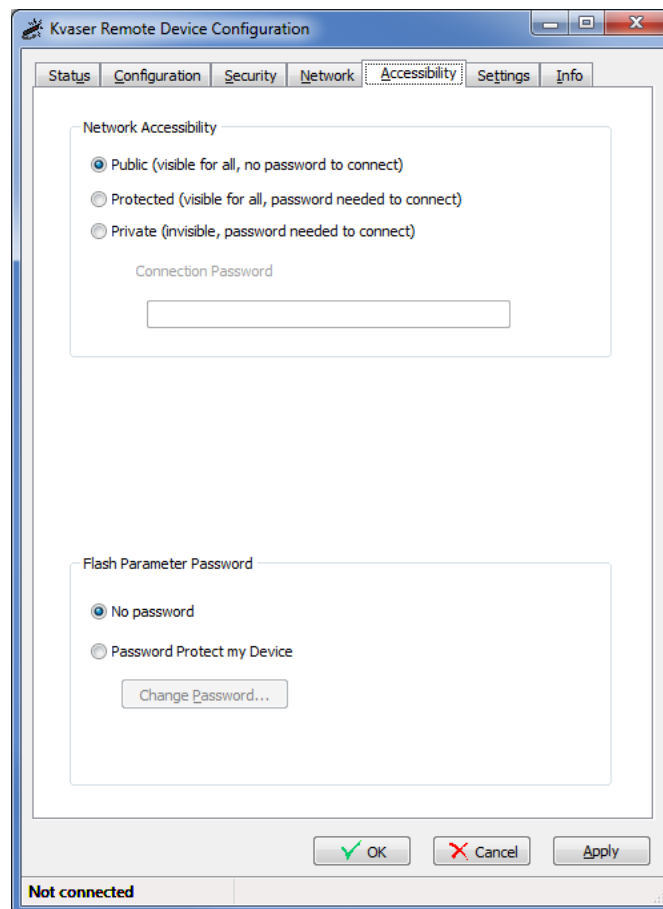 Kvaser Remote Device Configuration
Status Configuration Security Network Accessibility Settings Info
Network Accessibility
Public (visible for all, no password to connect)
Protected (visible for all, password needed to connect)
Private (invisible, password needed to connect)
Connection Password
Flash Parameter Password
No password
Password Protect my Device
Change Password...
OK Cancel Apply
Not connected